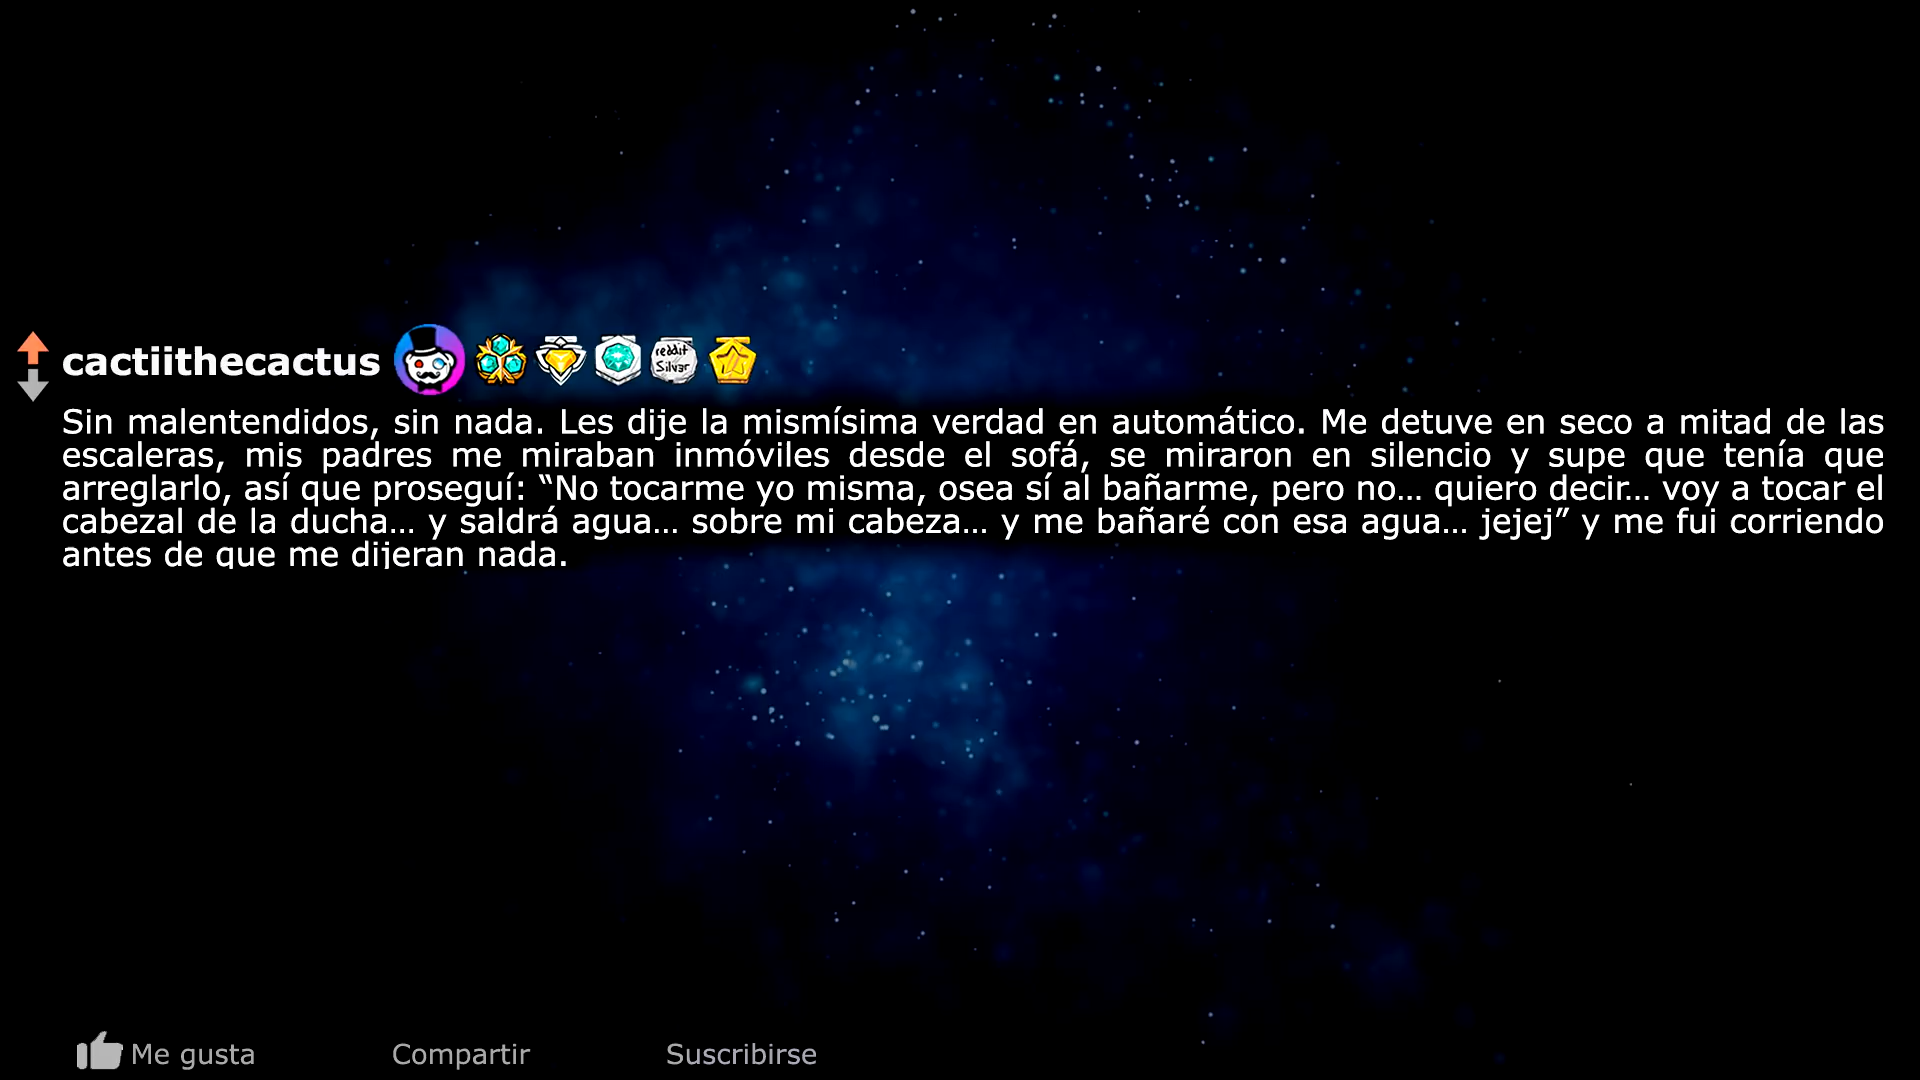 cactiithecactus
reddit
Silver
Sin malentendidos, sin nada. Les dije la mismísima verdad en automático. Me detuve en seco a mitad de las
escaleras, mis padres me miraban inmóviles desde el sofá, se miraron en silencio y supe que tenía que
arreglarlo, así que proseguí: “No tocarme yo misma, osea sí al bañarme, pero no… quiero decir… voy a tocar el
cabezal de la ducha… y saldrá agua… sobre mi cabeza… y me bañaré con esa agua… jejej” y me fui corriendo
antes de que me dijeran nada.
Me gusta Compartir Suscribirse